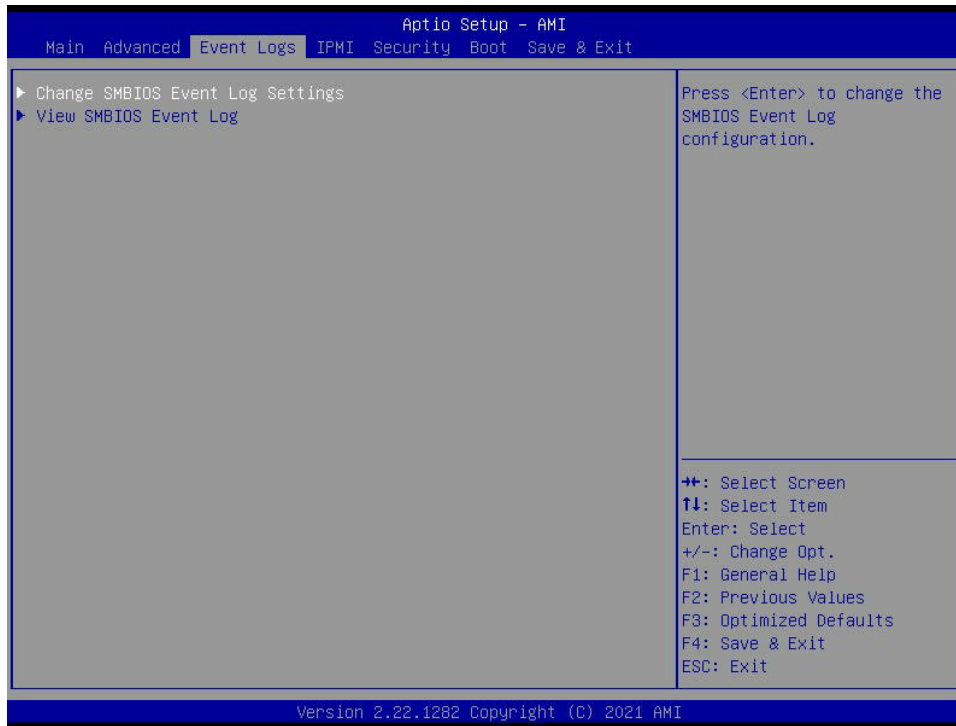 Aptio Setup – AMI
Main Advanced Event Logs IPMI Security Boot Save & Exit
▶ Change SMBIOS Event Log Settings
▶ View SMBIOS Event Log
Press <Enter> to change the
SMBIOS Event Log
configuration.
→←: Select Screen
↑↓: Select Item
Enter: Select
+/-: Change Opt.
F1: General Help
F2: Previous Values
F3: Optimized Defaults
F4: Save & Exit
ESC: Exit
Version 2.22.1282 Copyright (C) 2021 AMI